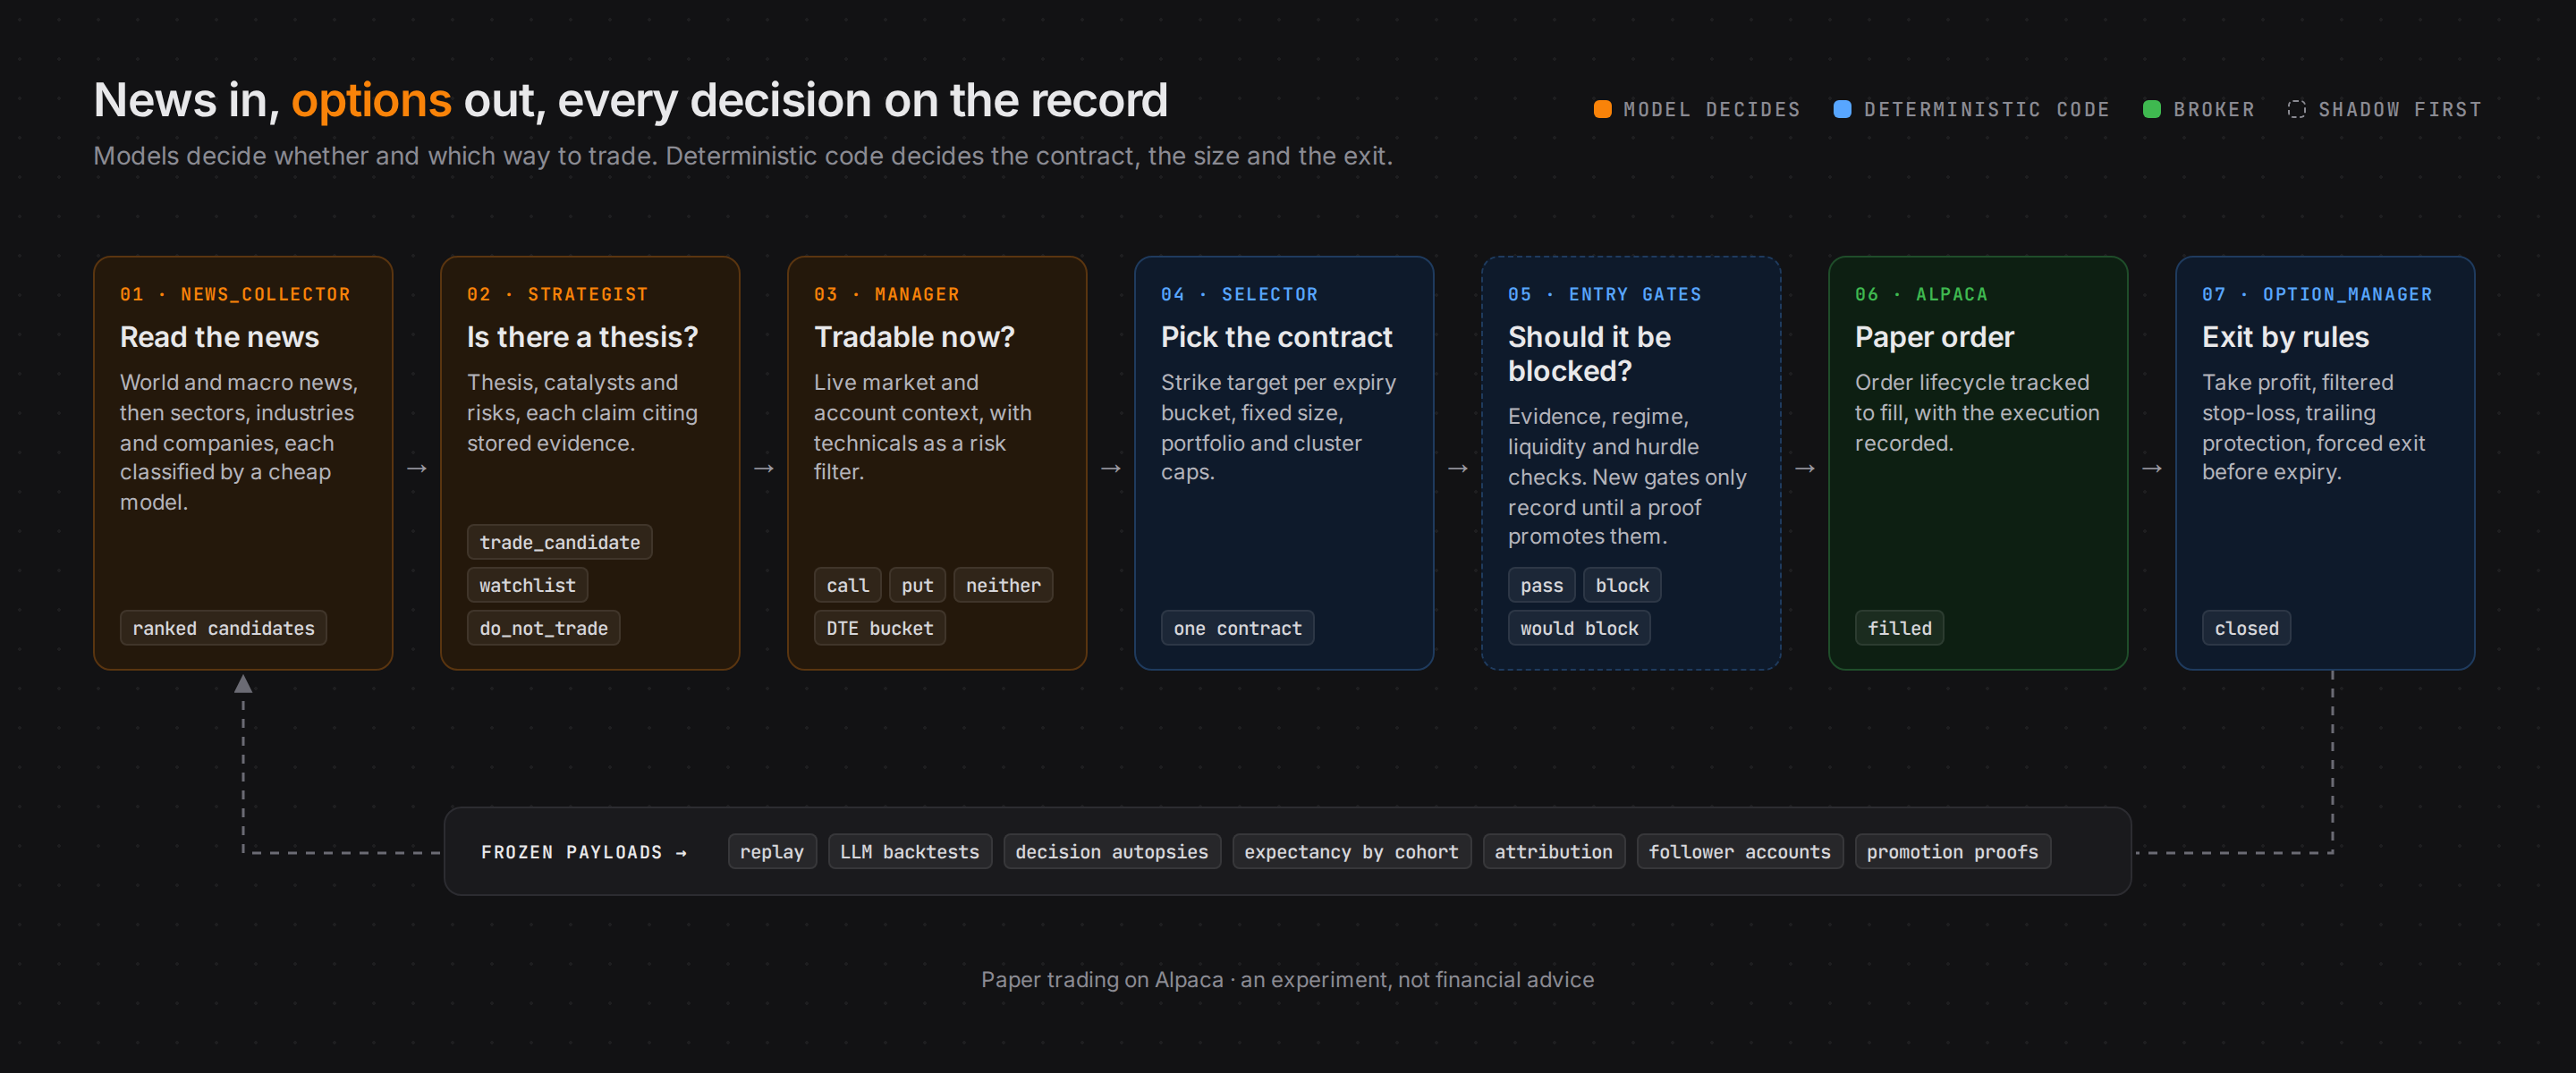 News in, options out, every decision on the record
Models decide whether and which way to trade. Deterministic code decides the contract, the size and the exit.
MODEL DECIDES DETERMINISTIC CODE BROKER SHADOW FIRST
01 · NEWS_COLLECTOR
Read the news
World and macro news,
then sectors, industries
and companies, each
classified by a cheap
model.
ranked candidates
→
02 · STRATEGIST
Is there a thesis?
Thesis, catalysts and
risks, each claim citing
stored evidence.
trade_candidate
watchlist
do_not_trade
→
03 · MANAGER
Tradable now?
Live market and
account context, with
technicals as a risk
filter.
call put neither
DTE bucket
→
04 · SELECTOR
Pick the contract
Strike target per expiry
bucket, fixed size,
portfolio and cluster
caps.
one contract
→
05 · ENTRY GATES
Should it be
blocked?
Evidence, regime,
liquidity and hurdle
checks. New gates only
record until a proof
promotes them.
pass block
would block
→
06 · ALPACA
Paper order
Order lifecycle tracked
to fill, with the execution
recorded.
filled
→
07 · OPTION_MANAGER
Exit by rules
Take profit, filtered
stop-loss, trailing
protection, forced exit
before expiry.
closed
FROZEN PAYLOADS → replay LLM backtests decision autopsies expectancy by cohort attribution follower accounts promotion proofs
Paper trading on Alpaca · an experiment, not financial advice